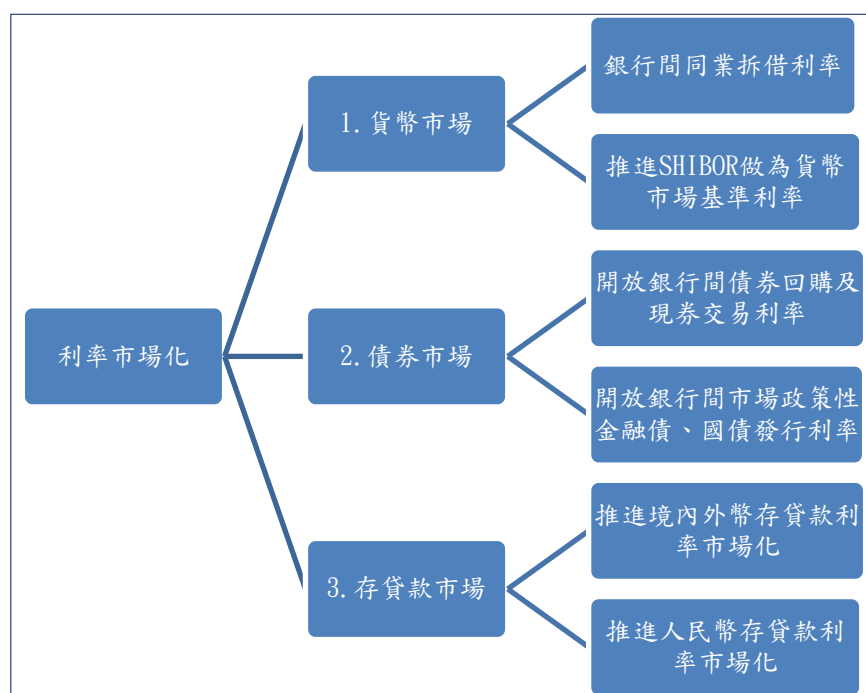 利率市場化
1.貨幣市場
銀行間同業拆借利率
推進SHIBOR做為貨幣
市場基準利率
2.債券市場
開放銀行間債券回購及
現券交易利率
開放銀行間市場政策性
金融債、國債發行利率
3.存貸款市場
推進境內外幣存貸款利
率市場化
推進人民幣存貸款利
率市場化